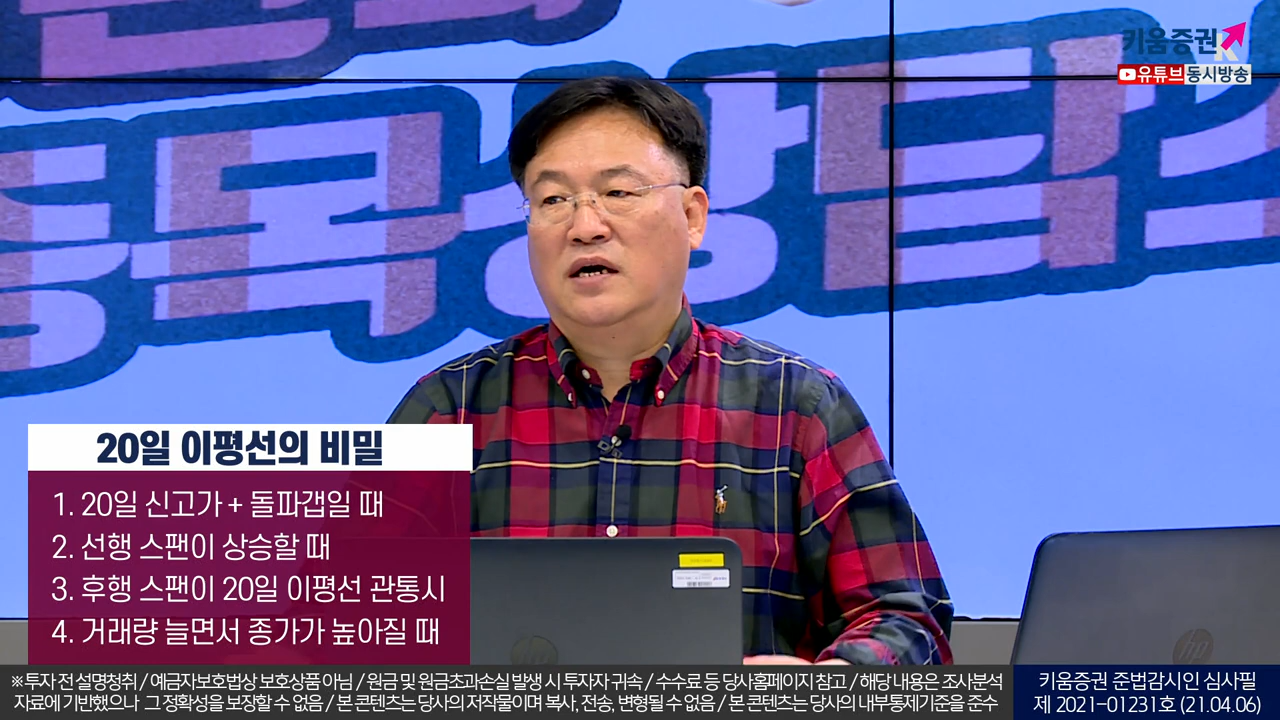 종목상담소
키움증권
유튜브동시방송
20일 이평선의 비밀
1. 20일 신고가 + 돌파갭일 때
2. 선행 스팬이 상승할 때
3. 후행 스팬이 20일 이평선 관통시
4. 거래량 늘면서 종가가 높아질 때
※ 투자 전 설명청취 / 예금자보호법상 보호상품 아님 / 원금 및 원금초과손실 발생 시 투자자 귀속 / 수수료 등 당사홈페이지 참고 / 해당 내용은 조사분석
자료에 기반했으나 그 정확성을 보장할 수 없음 / 본 콘텐츠는 당사의 저작물이며 복사, 전송, 변형될 수 없음 / 본 콘텐츠는 당사의 내부통제기준을 준수
키움증권 준법감시인 심사필
제 2021-01231호 (21.04.06)
hp